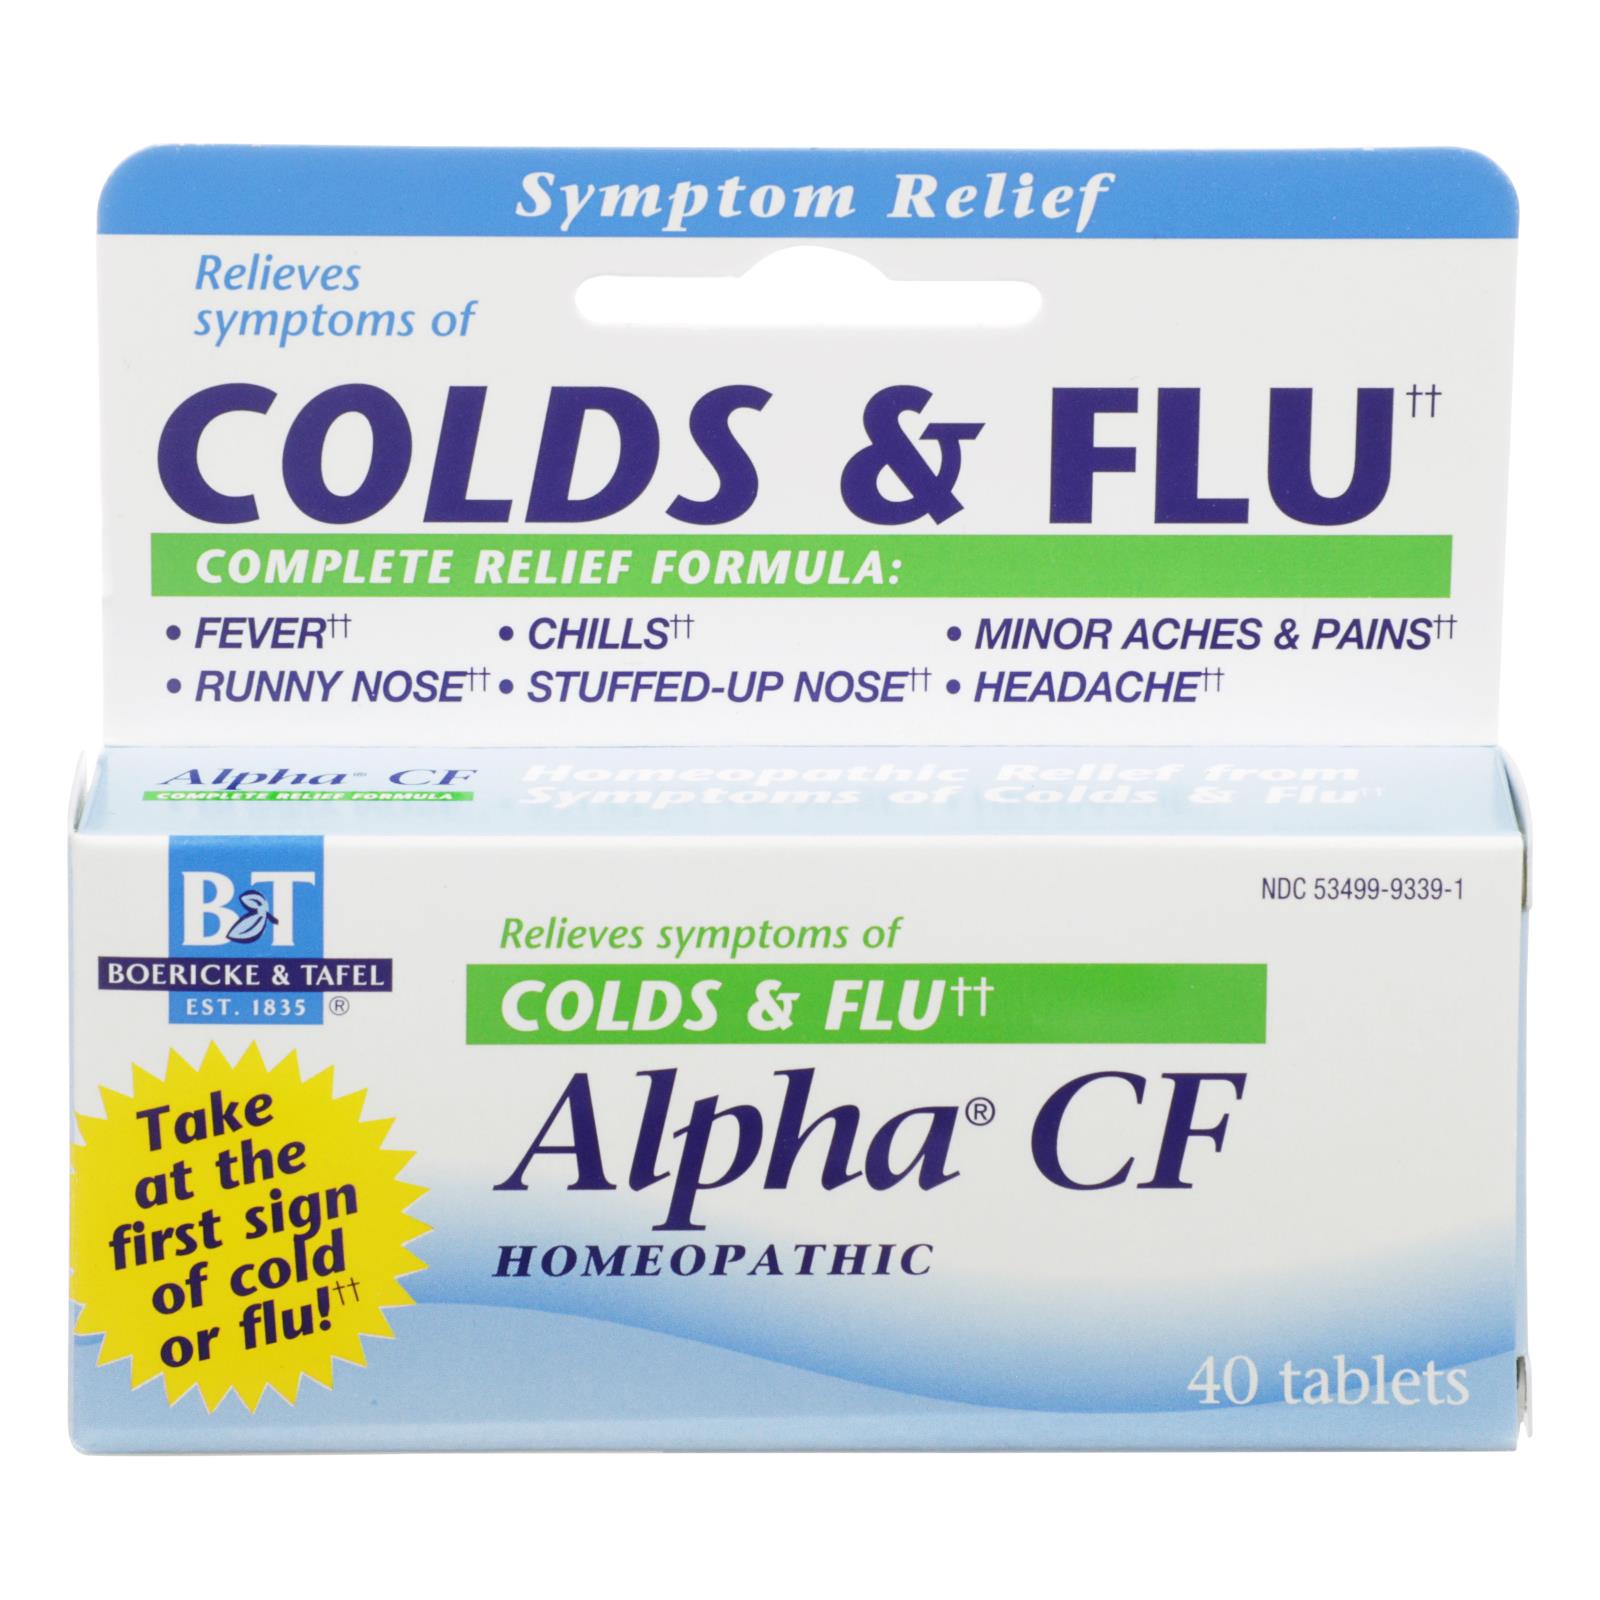 Symptom Relief
Relieves
symptoms of
COLDS & FLU††
COMPLETE RELIEF FORMULA:
• FEVER†† • CHILLS†† • MINOR ACHES & PAINS††
• RUNNY NOSE†† • STUFFED-UP NOSE†† • HEADACHE††
Alpha® CF
COMPLETE RELIEF FORMULA
Homeopathic Relief from
Symptoms of Colds & Flu††
B&T
BOERICKE & TAFEL
EST. 1835 ®
NDC 53499-9339-1
Relieves symptoms of
COLDS & FLU††
Alpha® CF
HOMEOPATHIC
Take
at the
first sign
of cold
or flu!††
40 tablets